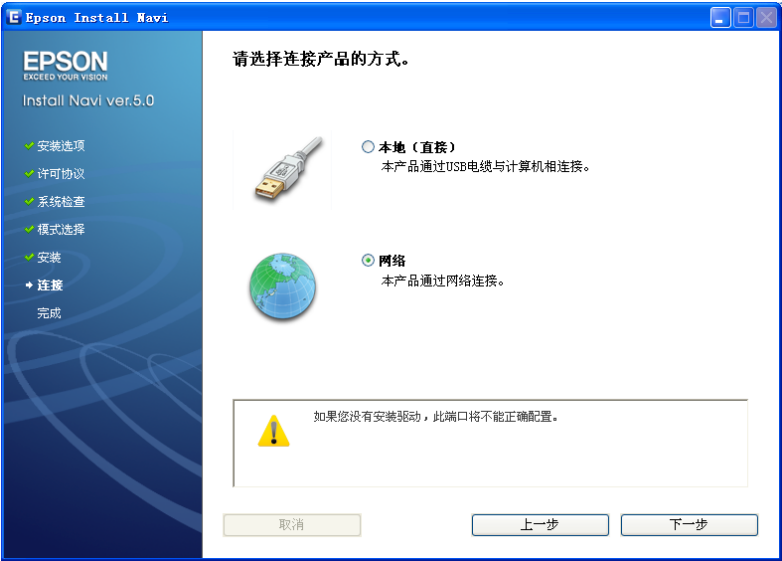 Epson Install Navi
EPSON
EXCEED YOUR VISION
Install Navi ver.5.0
安装选项
许可协议
系统检查
模式选择
安装
连接
完成
请选择连接产品的方式。
本地（直接）
本产品通过USB电缆与计算机相连接。
网络
本产品通过网络连接。
如果您没有安装驱动，此端口将不能正确配置。
取消
上一步
下一步